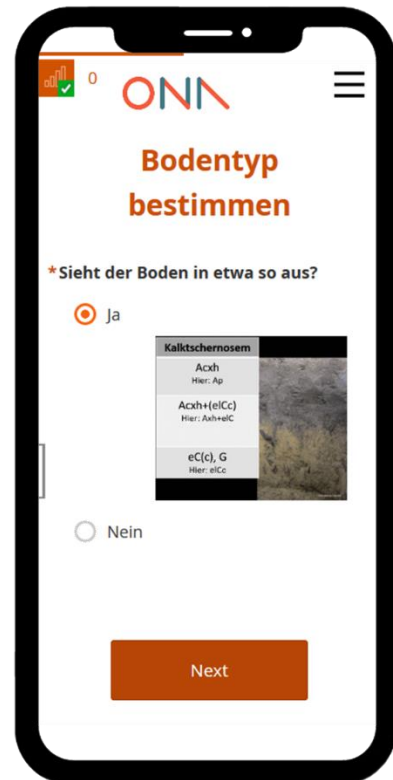 0
ONA
Bodentyp
bestimmen
*Sieht der Boden in etwa so aus?
Ja
Kalktschernosem
Acxh
Hier: Ap
Acxh+(elCc)
Hier: Axh+elC
eC(c), G
Hier: elCc
Nein
Next